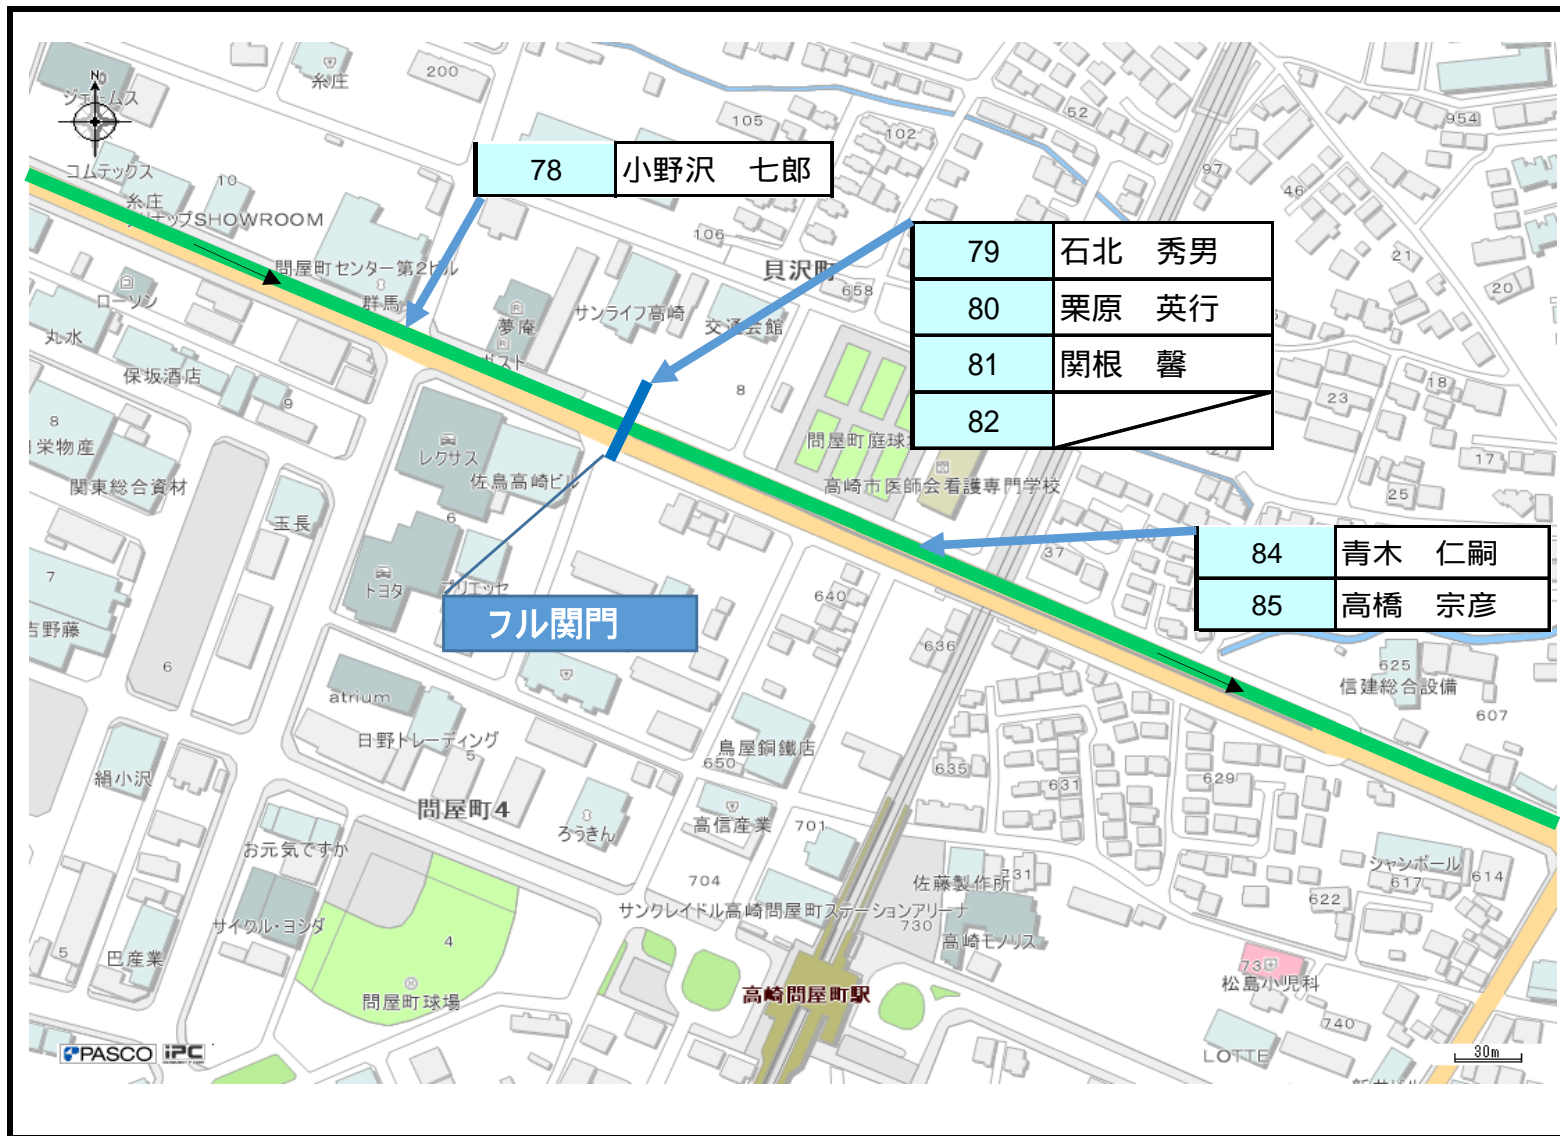 糸庄
200
N
ジェームス
105
52
954
102
コムテックス
78 小野沢　七郎
97
46
糸庄
10
SHOWROOM
106
79 石北　秀男
80 栗原　英行
81 関根　馨
82
21
20
問屋町センター第2ビル
貝沢町
658
ローソン
群馬
夢庵
サンライフ高崎
交通会館
丸水
ガスト
保坂酒店
9
8
18
23
8
栄物産
レクサス
問屋町庭球
17
関東総合資材
佐鳥高崎ビル
高崎市医師会看護専門学校
25
玉長
6
84 青木　仁嗣
85 高橋　宗彦
37
7
トヨタ
プリエッセ
640
フル関門
吉野藤
636
6
625
信建総合設備
atrium
607
日野トレーディング
5
鳥屋銅鐵店
650
635
631
629
絹小沢
問屋町4
ろうきん
高信産業
701
お元気ですか
シャンボール
617
614
704
佐藤製作所
731
622
サンクレイドル高崎問屋町ステーションアリーナ
730
サイクル・ヨシダ
4
高崎モノリス
5
巴産業
73
松島小児科
問屋町球場
高崎問屋町駅
740
PASCO iPC
LOTTE
30m